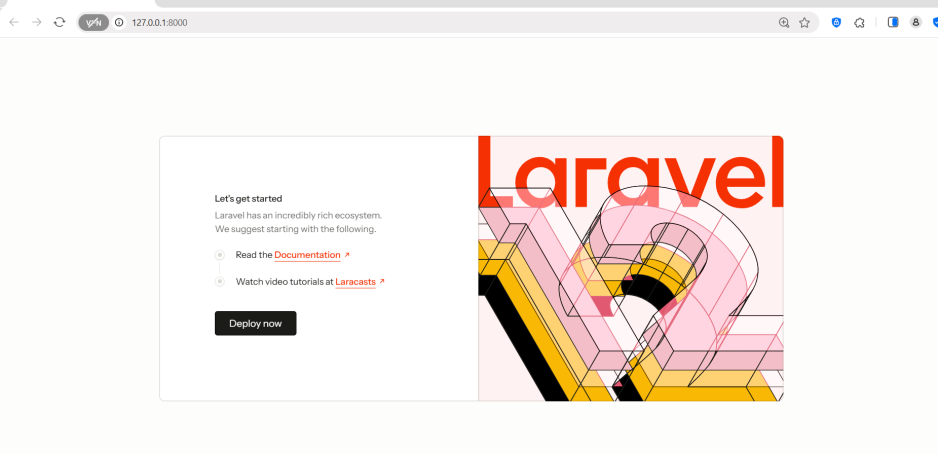 VPN
127.0.0.1:8000
Let's get started
Laravel has an incredibly rich ecosystem.
We suggest starting with the following.
Read the Documentation
Watch video tutorials at Laracasts
Deploy now
Laravel